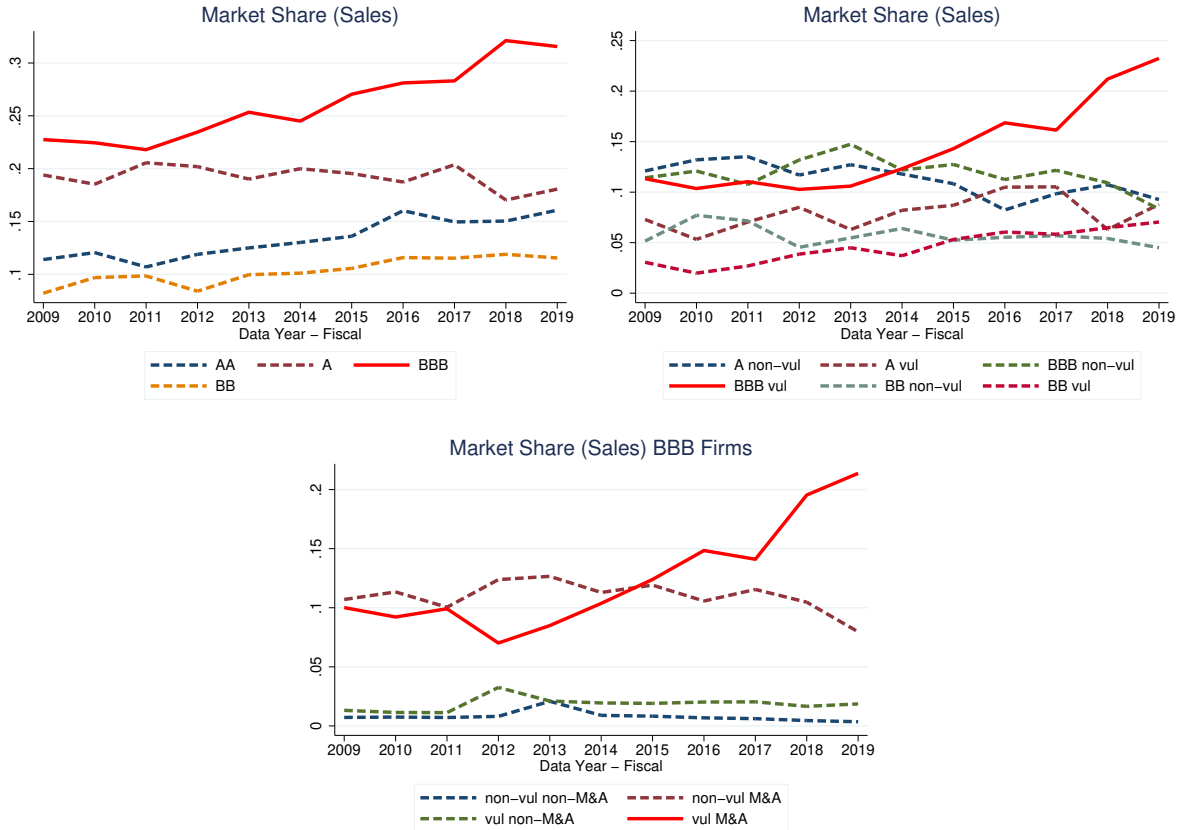 Market Share (Sales)
.1 .15 .2 .25 .3
2009 2010 2011 2012 2013 2014 2015 2016 2017 2018 2019
Data Year − Fiscal
AA A BBB
BB
Market Share (Sales)
0 .05 .1 .15 .2 .25
2009 2010 2011 2012 2013 2014 2015 2016 2017 2018 2019
Data Year − Fiscal
A non−vul A vul BBB non−vul
BBB vul BB non−vul BB vul
Market Share (Sales) BBB Firms
0 .05 .1 .15 .2
2009 2010 2011 2012 2013 2014 2015 2016 2017 2018 2019
Data Year − Fiscal
non−vul non−M&A non−vul M&A
vul non−M&A vul M&A